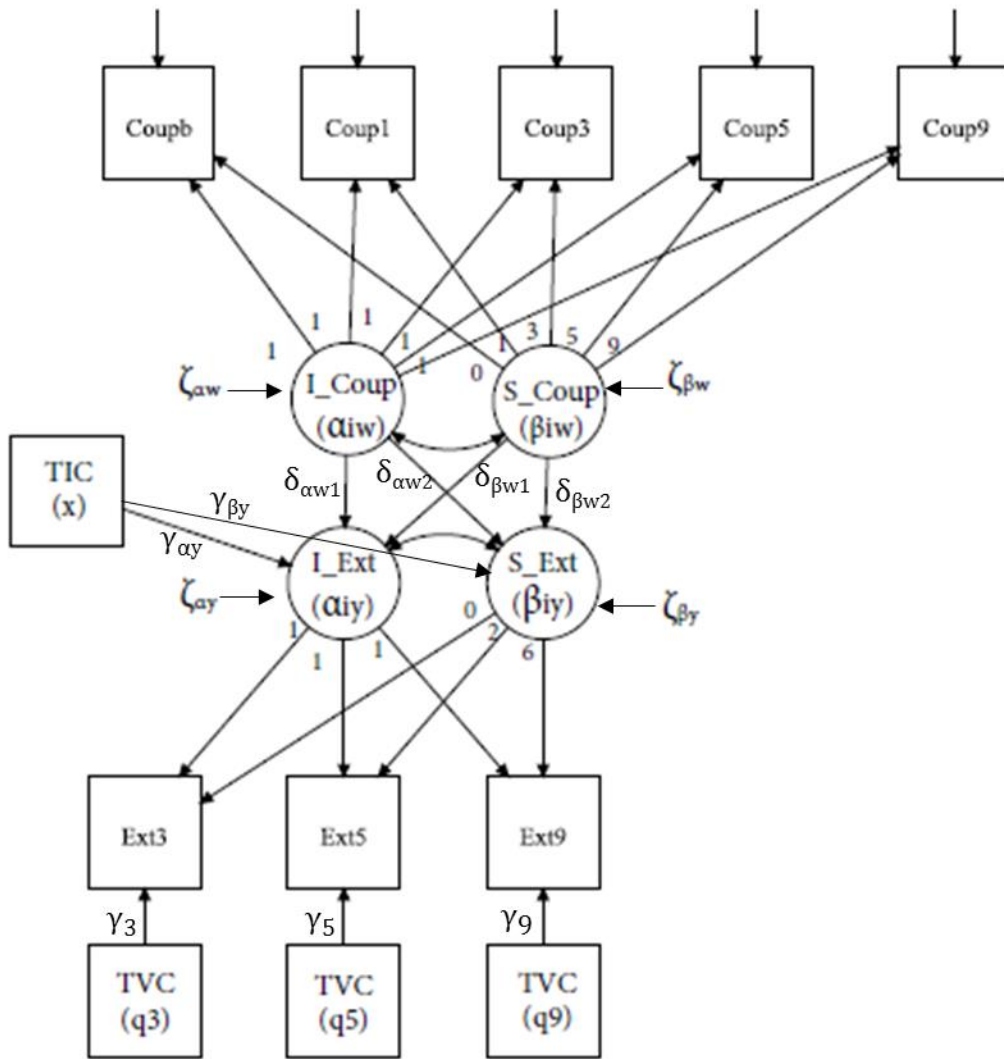 Coupb
Coup1
Coup3
Coup5
Coup9
1
1
1
1
1
0
1
3
5
9
ζαw
I_Coup
(αiw)
S_Coup
(βiw)
ζβw
TIC
(x)
δαw1
δαw2
δβw1
δβw2
γβy
γαy
ζαy
I_Ext
(αiy)
S_Ext
(βiy)
ζβy
1
1
1
0
2
6
Ext3
Ext5
Ext9
γ3
γ5
γ9
TVC
(q3)
TVC
(q5)
TVC
(q9)